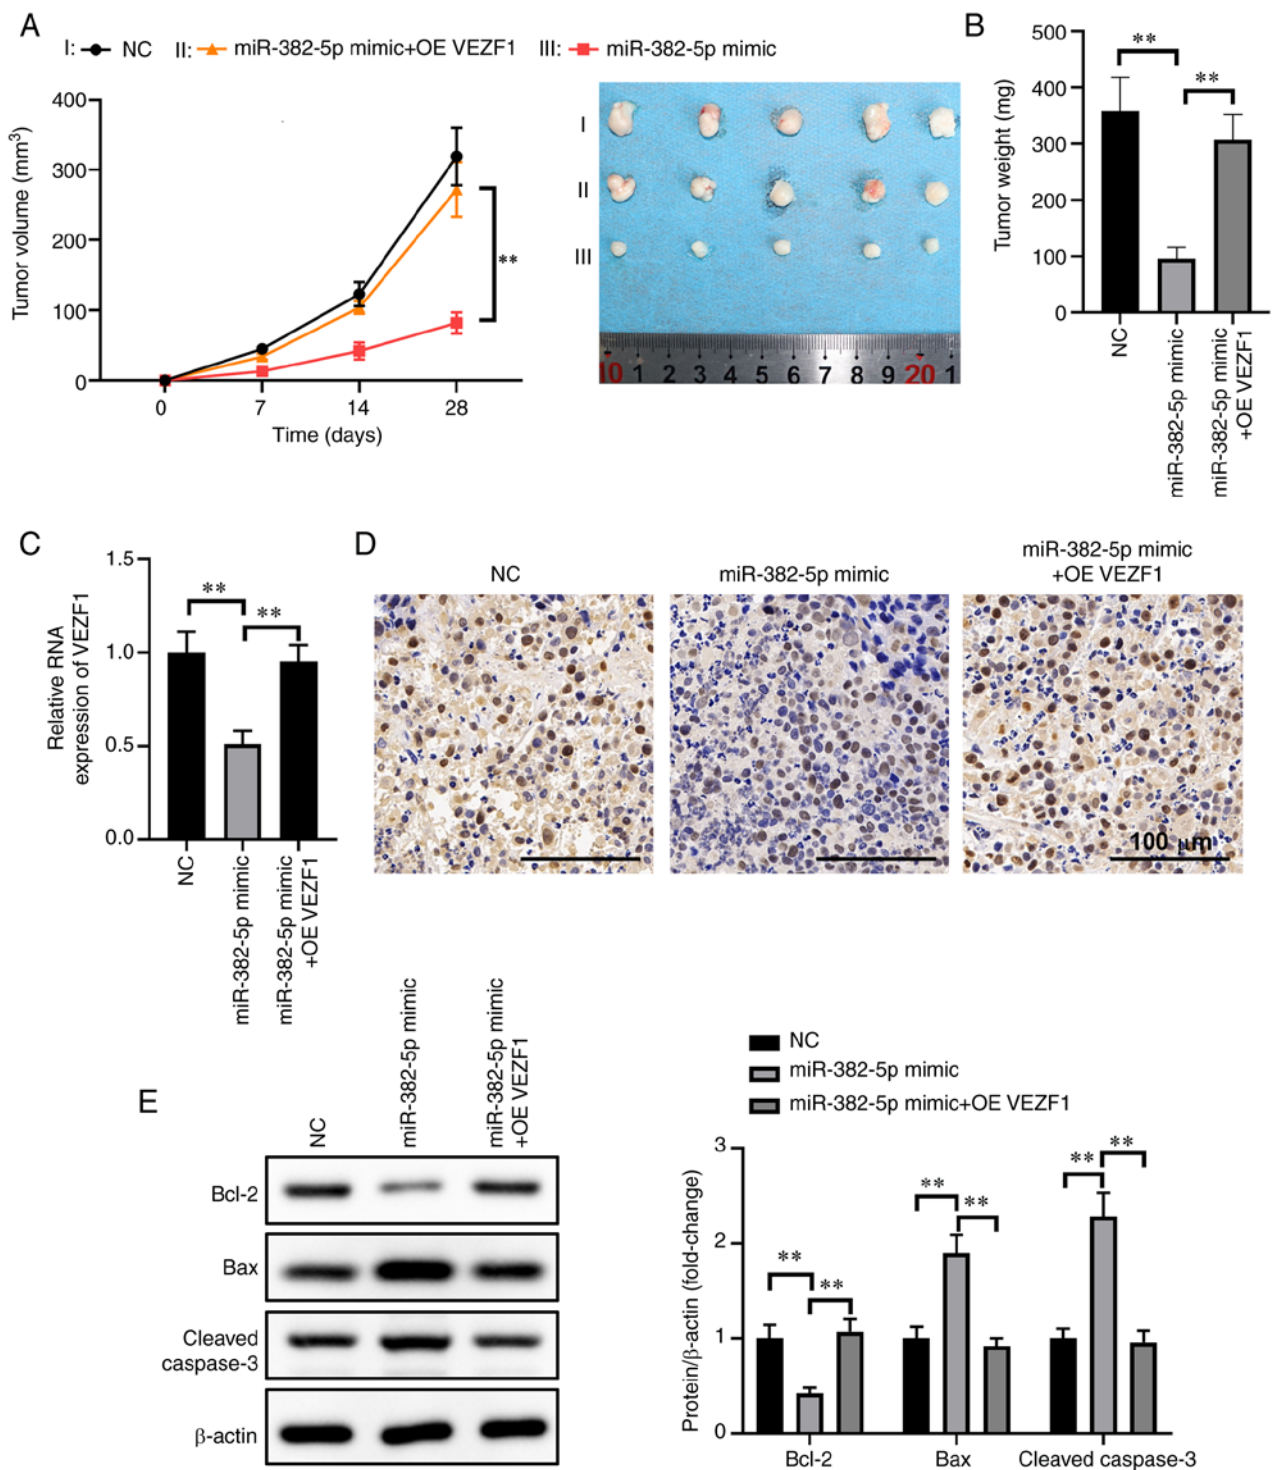 A
I: NC II: miR-382-5p mimic+OE VEZF1 III: miR-382-5p mimic
Tumor volume (mm³)
400
300
200
100
0
**
0 7 14 28
Time (days)
I
II
III
10 1 2 3 4 5 6 7 8 9 20 1
B
Tumor weight (mg)
500
400
300
200
100
0
** **
NC
miR-382-5p mimic
miR-382-5p mimic
+OE VEZF1
C
Relative RNA
expression of VEZF1
1.5
1.0
0.5
0.0
** **
NC
miR-382-5p mimic
miR-382-5p mimic
+OE VEZF1
D
NC
miR-382-5p mimic
miR-382-5p mimic
+OE VEZF1
100 μm
E
NC
miR-382-5p mimic
miR-382-5p mimic
+OE VEZF1
Bcl-2
Bax
Cleaved
caspase-3
β-actin
NC
miR-382-5p mimic
miR-382-5p mimic+OE VEZF1
Protein/β-actin (fold-change)
3
2
1
0
** ** ** ** ** **
Bcl-2 Bax Cleaved caspase-3